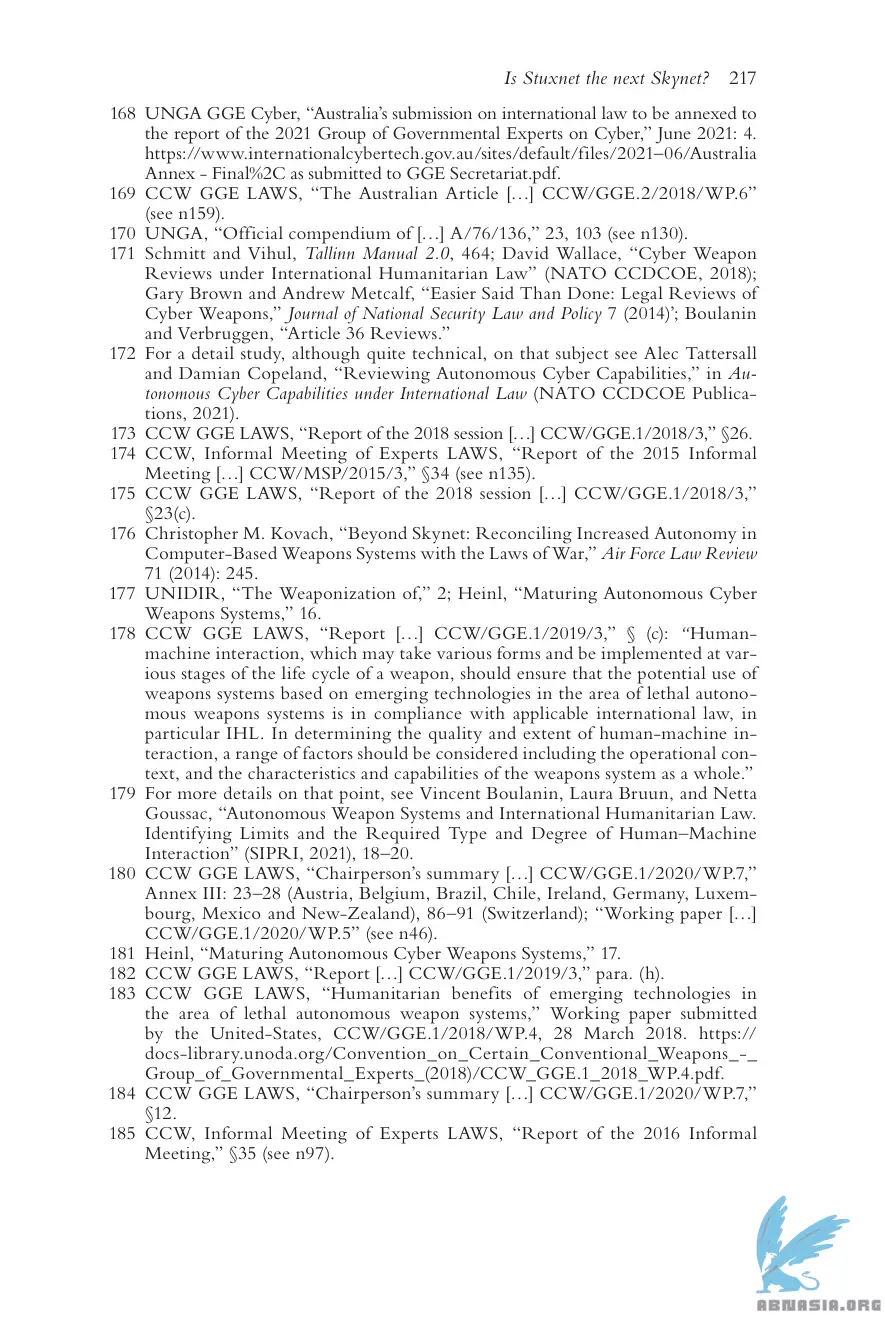 Is Stuxnet the next Skynet? 217
168 UNGA GGE Cyber, “Australia’s submission on international law to be annexed to
the report of the 2021 Group of Governmental Experts on Cyber,” June 2021: 4.
https://www.internationalcybertech.gov.au/sites/default/files/2021–06/Australia
Annex - Final%2C as submitted to GGE Secretariat.pdf.
169 CCW GGE LAWS, “The Australian Article […] CCW/GGE.2/2018/WP.6”
(see n159).
170 UNGA, “Official compendium of […] A/76/136,” 23, 103 (see n130).
171 Schmitt and Vihul, Tallinn Manual 2.0, 464; David Wallace, “Cyber Weapon
Reviews under International Humanitarian Law” (NATO CCDCOE, 2018);
Gary Brown and Andrew Metcalf, “Easier Said Than Done: Legal Reviews of
Cyber Weapons,” Journal of National Security Law and Policy 7 (2014)’; Boulanin
and Verbruggen, “Article 36 Reviews.”
172 For a detail study, although quite technical, on that subject see Alec Tattersall
and Damian Copeland, “Reviewing Autonomous Cyber Capabilities,” in Au-
tonomous Cyber Capabilities under International Law (NATO CCDCOE Publica-
tions, 2021).
173 CCW GGE LAWS, “Report of the 2018 session […] CCW/GGE.1/2018/3,” §26.
174 CCW, Informal Meeting of Experts LAWS, “Report of the 2015 Informal
Meeting […] CCW/MSP/2015/3,” §34 (see n135).
175 CCW GGE LAWS, “Report of the 2018 session […] CCW/GGE.1/2018/3,”
§23(c).
176 Christopher M. Kovach, “Beyond Skynet: Reconciling Increased Autonomy in
Computer-Based Weapons Systems with the Laws of War,” Air Force Law Review
71 (2014): 245.
177 UNIDIR, “The Weaponization of,” 2; Heinl, “Maturing Autonomous Cyber
Weapons Systems,” 16.
178 CCW GGE LAWS, “Report […] CCW/GGE.1/2019/3,” § (c): “Human-
machine interaction, which may take various forms and be implemented at var-
ious stages of the life cycle of a weapon, should ensure that the potential use of
weapons systems based on emerging technologies in the area of lethal autono-
mous weapons systems is in compliance with applicable international law, in
particular IHL. In determining the quality and extent of human-machine in-
teraction, a range of factors should be considered including the operational con-
text, and the characteristics and capabilities of the weapons system as a whole.”
179 For more details on that point, see Vincent Boulanin, Laura Bruun, and Netta
Goussac, “Autonomous Weapon Systems and International Humanitarian Law.
Identifying Limits and the Required Type and Degree of Human–Machine
Interaction” (SIPRI, 2021), 18–20.
180 CCW GGE LAWS, “Chairperson’s summary […] CCW/GGE.1/2020/WP.7,”
Annex III: 23–28 (Austria, Belgium, Brazil, Chile, Ireland, Germany, Luxem-
bourg, Mexico and New-Zealand), 86–91 (Switzerland); “Working paper […]
CCW/GGE.1/2020/WP.5” (see n46).
181 Heinl, “Maturing Autonomous Cyber Weapons Systems,” 17.
182 CCW GGE LAWS, “Report […] CCW/GGE.1/2019/3,” para. (h).
183 CCW GGE LAWS, “Humanitarian benefits of emerging technologies in
the area of lethal autonomous weapon systems,” Working paper submitted
by the United-States, CCW/GGE.1/2018/WP.4, 28 March 2018. https://
docs-library.unoda.org/Convention_on_Certain_Conventional_Weapons_-_
Group_of_Governmental_Experts_(2018)/CCW_GGE.1_2018_WP.4.pdf.
184 CCW GGE LAWS, “Chairperson’s summary […] CCW/GGE.1/2020/WP.7,”
§12.
185 CCW, Informal Meeting of Experts LAWS, “Report of the 2016 Informal
Meeting,” §35 (see n97).
ABNASIA.ORG